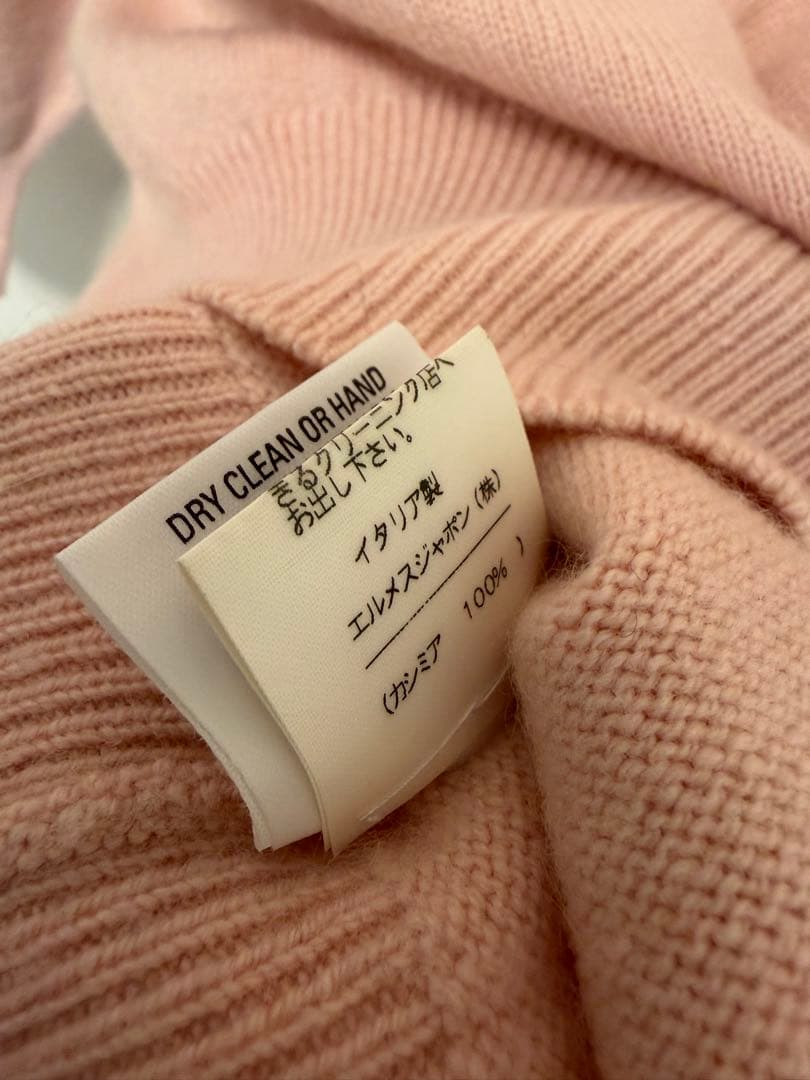 DRY CLEAN OR HAND
きるクリーニング店へ
お出し下さい。
イタリア製
エルメスジャポン(株)
(カシミア 100% )